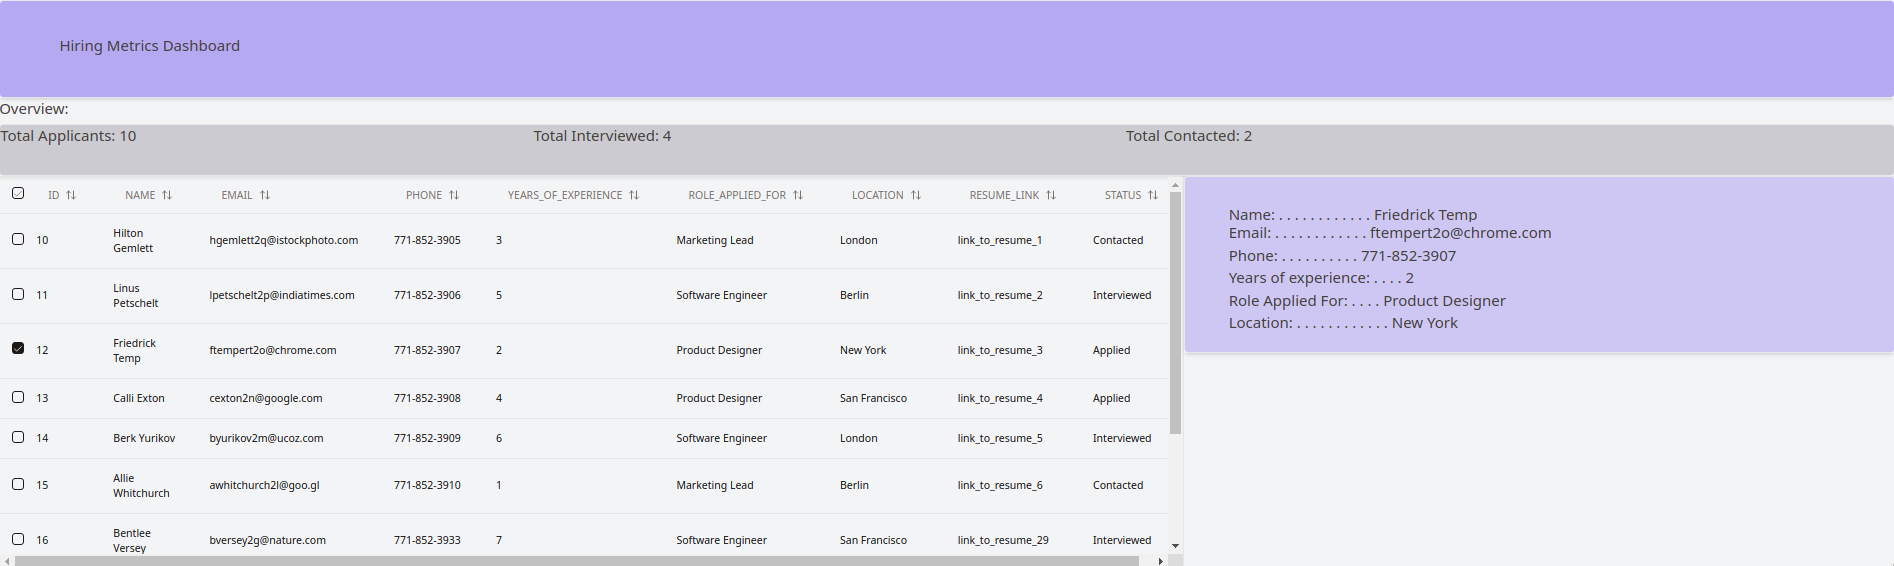 Hiring Metrics Dashboard
Overview:
Total Applicants: 10 Total Interviewed: 4 Total Contacted: 2
ID NAME EMAIL PHONE YEARS_OF_EXPERIENCE ROLE_APPLIED_FOR LOCATION RESUME_LINK STATUS
10 Hilton Gemlett hgemlett2q@istockphoto.com 771-852-3905 3 Marketing Lead London link_to_resume_1 Contacted
11 Linus Petschelt lpetschelt2p@indiatimes.com 771-852-3906 5 Software Engineer Berlin link_to_resume_2 Interviewed
12 Friedrick Temp ftempert2o@chrome.com 771-852-3907 2 Product Designer New York link_to_resume_3 Applied
13 Calli Exton cexton2n@google.com 771-852-3908 4 Product Designer San Francisco link_to_resume_4 Applied
14 Berk Yurikov byurikov2m@ucoz.com 771-852-3909 6 Software Engineer London link_to_resume_5 Interviewed
15 Allie Whitchurch awhitchurch2l@goo.gl 771-852-3910 1 Marketing Lead Berlin link_to_resume_6 Contacted
16 Bentlee Versey bversey2g@nature.com 771-852-3933 7 Software Engineer San Francisco link_to_resume_29 Interviewed
Name: . . . . . . . . . . . . Friedrick Temp
Email: . . . . . . . . . . . . ftempert2o@chrome.com
Phone: . . . . . . . . . . 771-852-3907
Years of experience: . . . . 2
Role Applied For: . . . . Product Designer
Location: . . . . . . . . . . . . New York